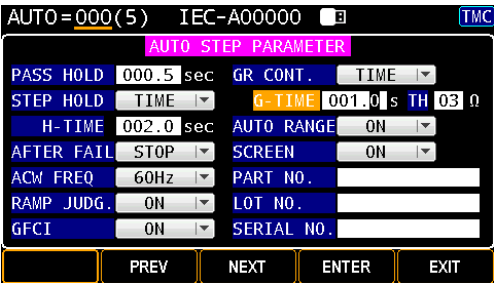 AUTO=000(5) IEC-A00000 TMC
AUTO STEP PARAMETER
PASS HOLD 000.5 sec GR CONT. TIME
STEP HOLD TIME G-TIME 001.0 s TH 03 Ω
H-TIME 002.0 sec AUTO RANGE ON
AFTER FAIL STOP SCREEN ON
ACW FREQ 60Hz PART NO.
RAMP JUDG. ON LOT NO.
GFCI ON SERIAL NO.
PREV NEXT ENTER EXIT